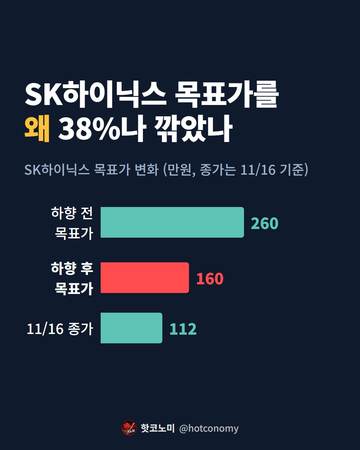 SK하이닉스 목표가를
왜 38%나 깎았나
SK하이닉스 목표가 변화 (만원, 종가는 11/16 기준)
하향 전
목표가
260
하향 후
목표가
160
11/16 종가
112
핫코노미 @hotconomy